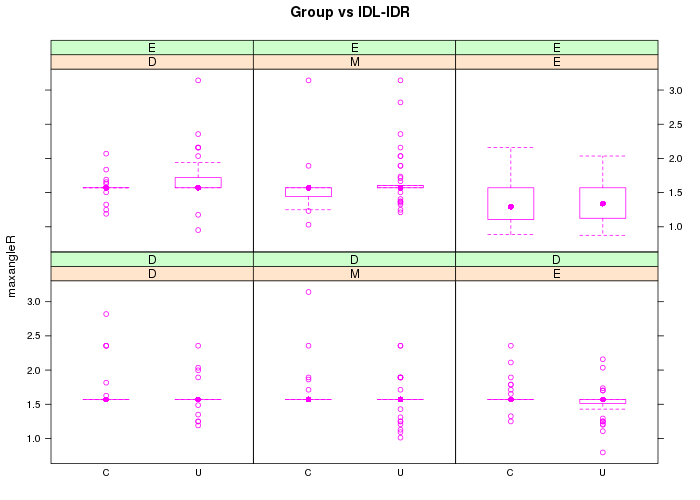 Group vs IDL-IDR
E E E
D M E
3.0
2.5
2.0
1.5
1.0
D D D
D M E
maxangleR
3.0
2.5
2.0
1.5
1.0
C U C U C U